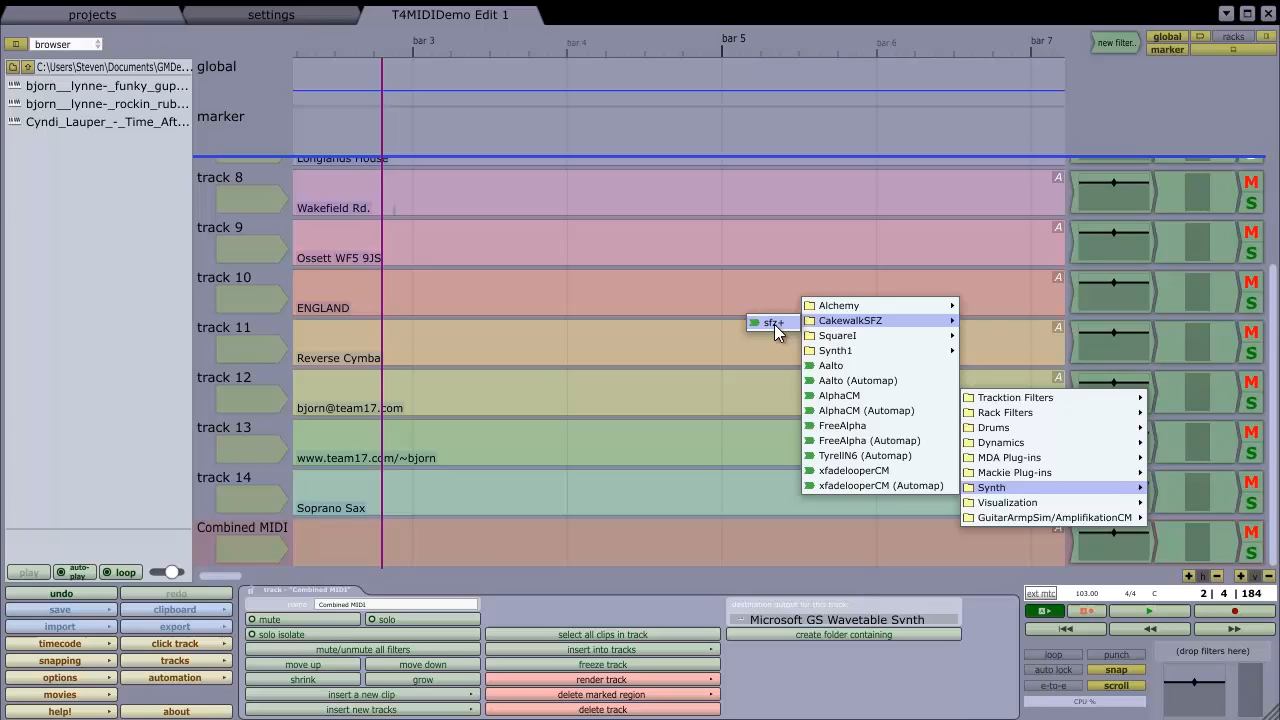 projects
settings
T4MIDIDemo Edit 1
browser
bar 3
bar 4
bar 5
bar 6
bar 7
new filter..
global
racks
marker
C:\Users\Steven\Documents\GMDe...
bjorn__lynne-_funky_gup...
bjorn__lynne-_rockin_rub...
Cyndi_Lauper_-_Time_Aft...
global
marker
Longlands House
track 8
Wakefield Rd.
A
M
S
track 9
Ossett WF5 9JS
A
M
S
track 10
ENGLAND
A
M
S
track 11
Reverse Cymba
M
S
track 12
bjorn@team17.com
A
M
S
track 13
www.team17.com/~bjorn
M
S
track 14
Soprano Sax
M
S
Combined MIDI
M
S
sfz+
Alchemy
CakewalkSFZ
SquareI
Synth1
Aalto
Aalto (Automap)
AlphaCM
AlphaCM (Automap)
FreeAlpha
FreeAlpha (Automap)
TyrellN6 (Automap)
xfadelooperCM
xfadelooperCM (Automap)
Tracktion Filters
Rack Filters
Drums
Dynamics
MDA Plug-ins
Mackie Plug-ins
Synth
Visualization
GuitarArmpSim/AmplifikationCM
play
auto-play
loop
h
v
undo
redo
save
clipboard
import
export
timecode
click track
snapping
tracks
options
automation
movies
help!
about
track - "Combined MIDI"
name
Combined MIDI
mute
solo
solo isolate
mute/unmute all filters
move up
move down
shrink
grow
insert a new clip
insert new tracks
select all clips in track
insert into tracks
freeze track
render track
delete marked region
delete track
destination output for this track:
Microsoft GS Wavetable Synth
create folder containing
ext mtc
103.00
4/4
C
2 | 4 | 184
loop
punch
auto lock
snap
e-to-e
scroll
CPU %
(drop filters here)